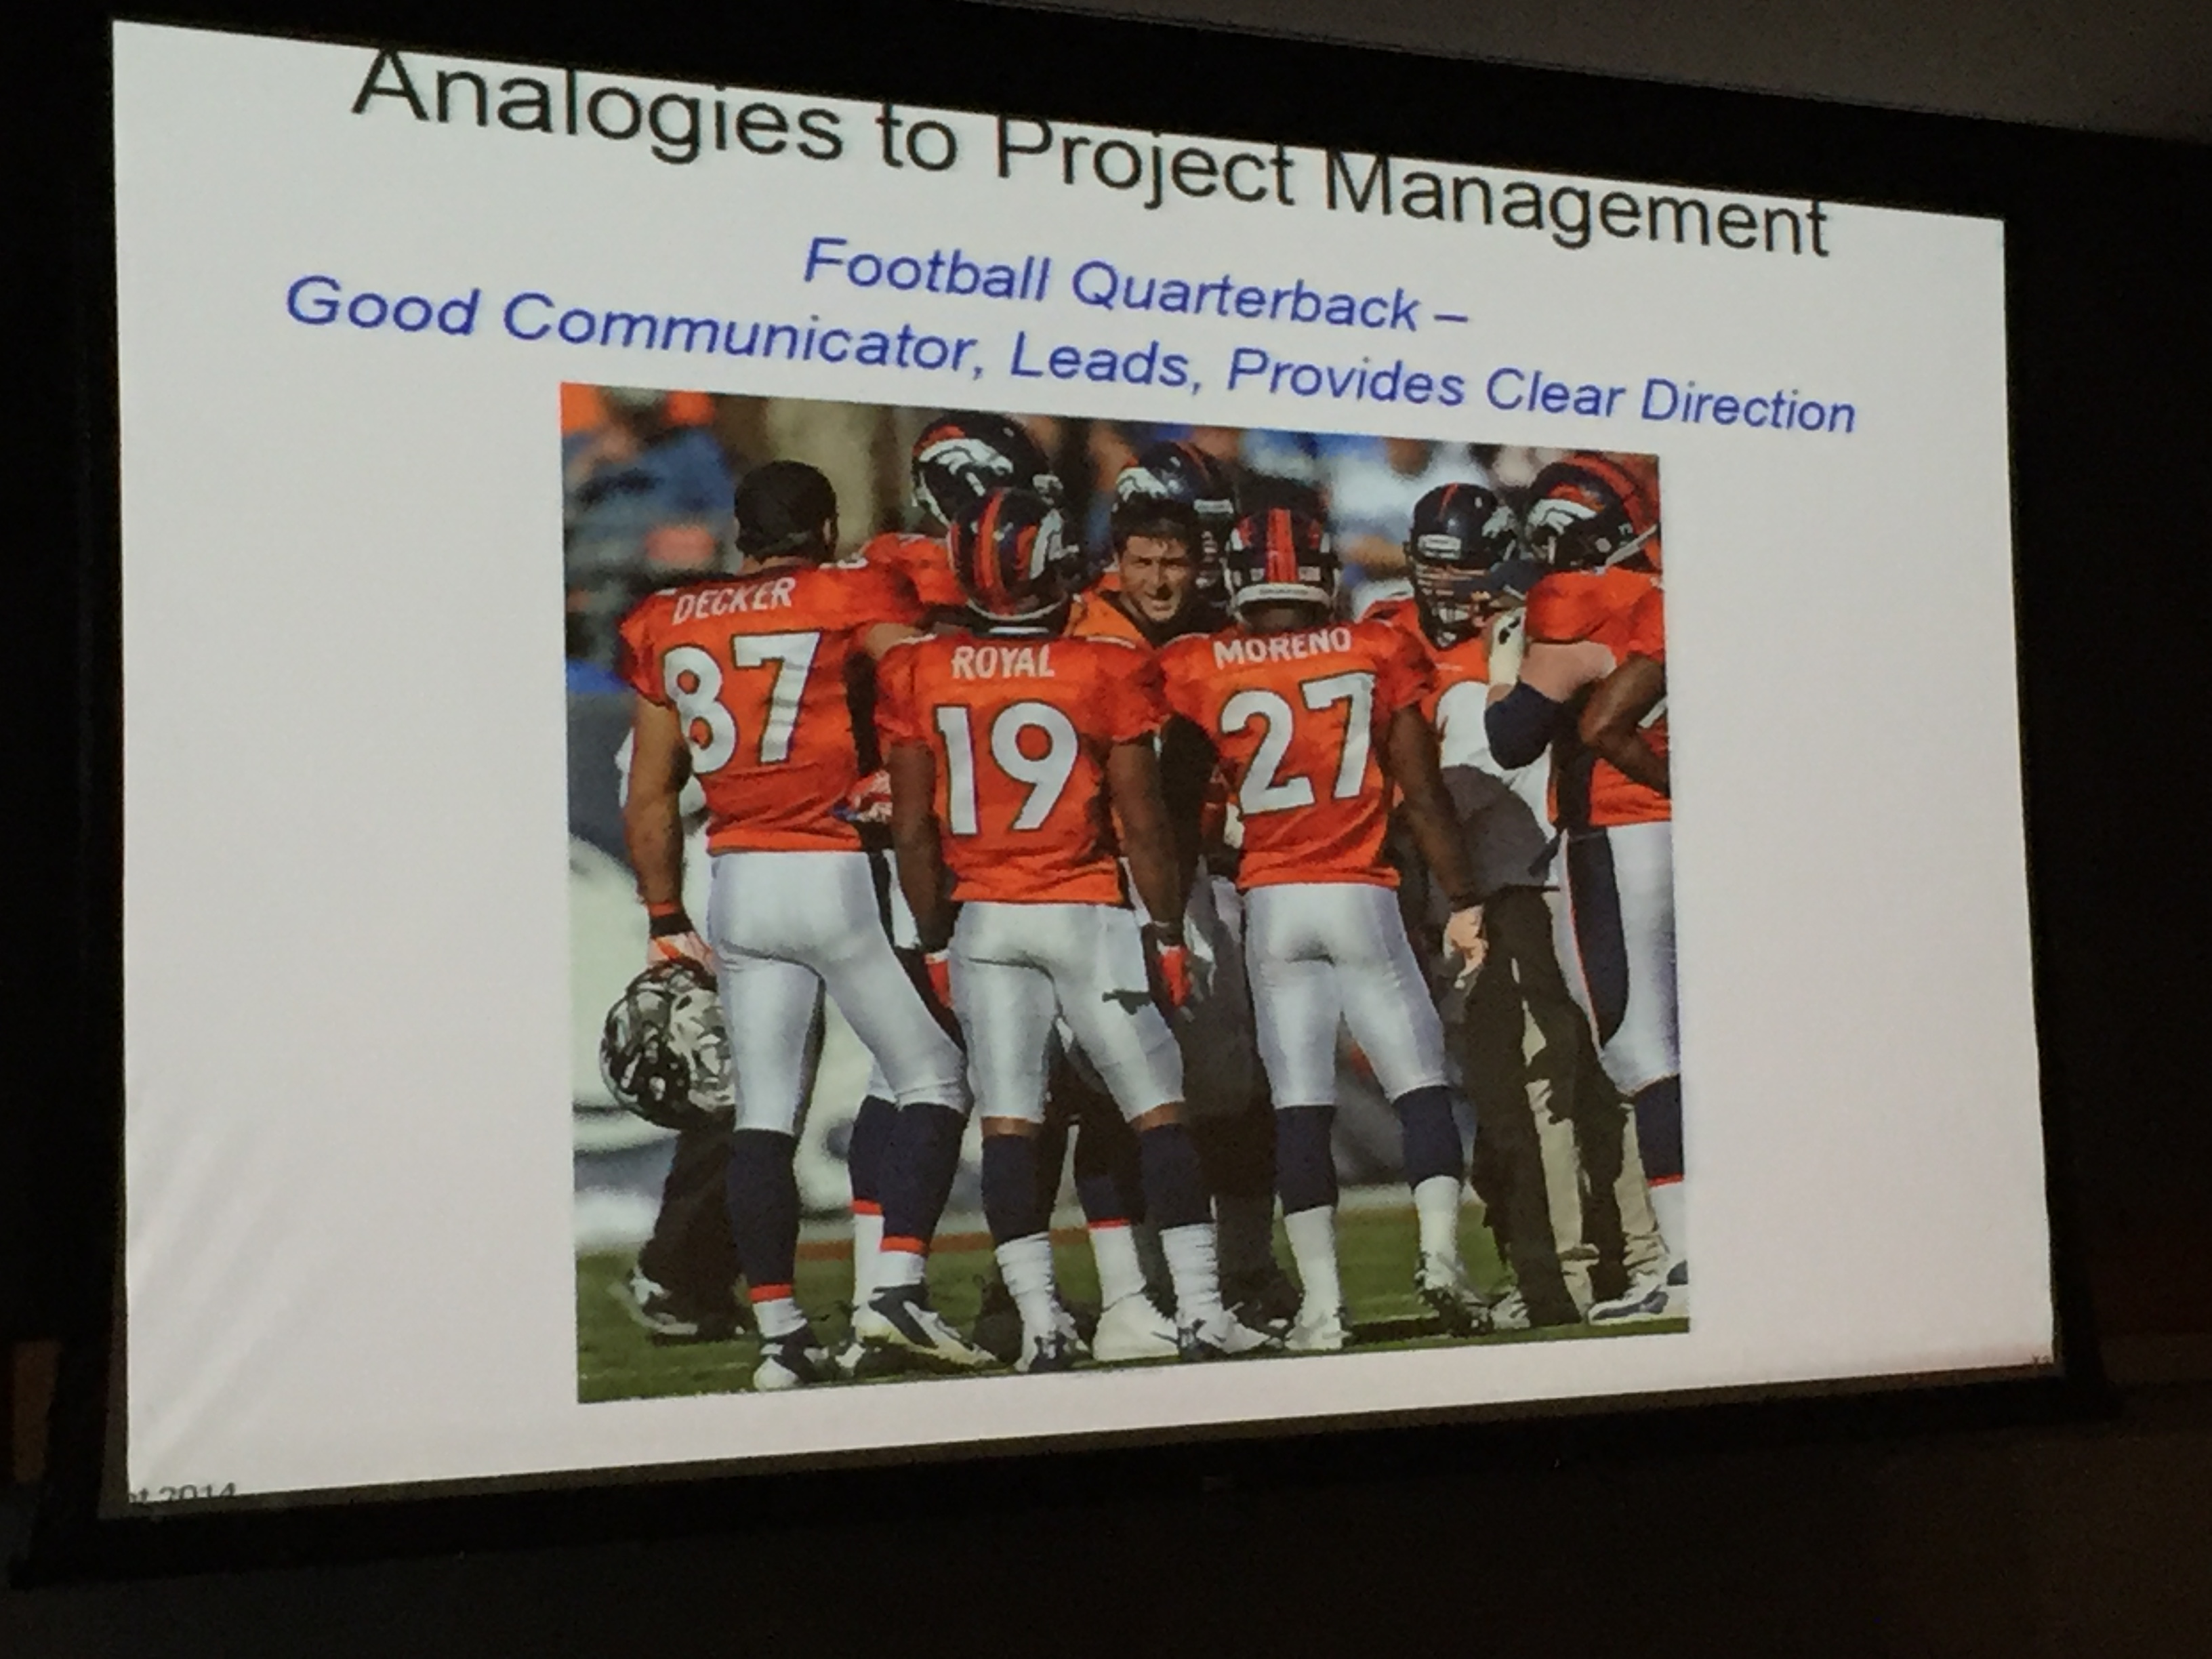 Analogies to Project Management
Football Quarterback –
Good Communicator, Leads, Provides Clear Direction
DECKER
87
ROYAL
19
MORENO
27
2014